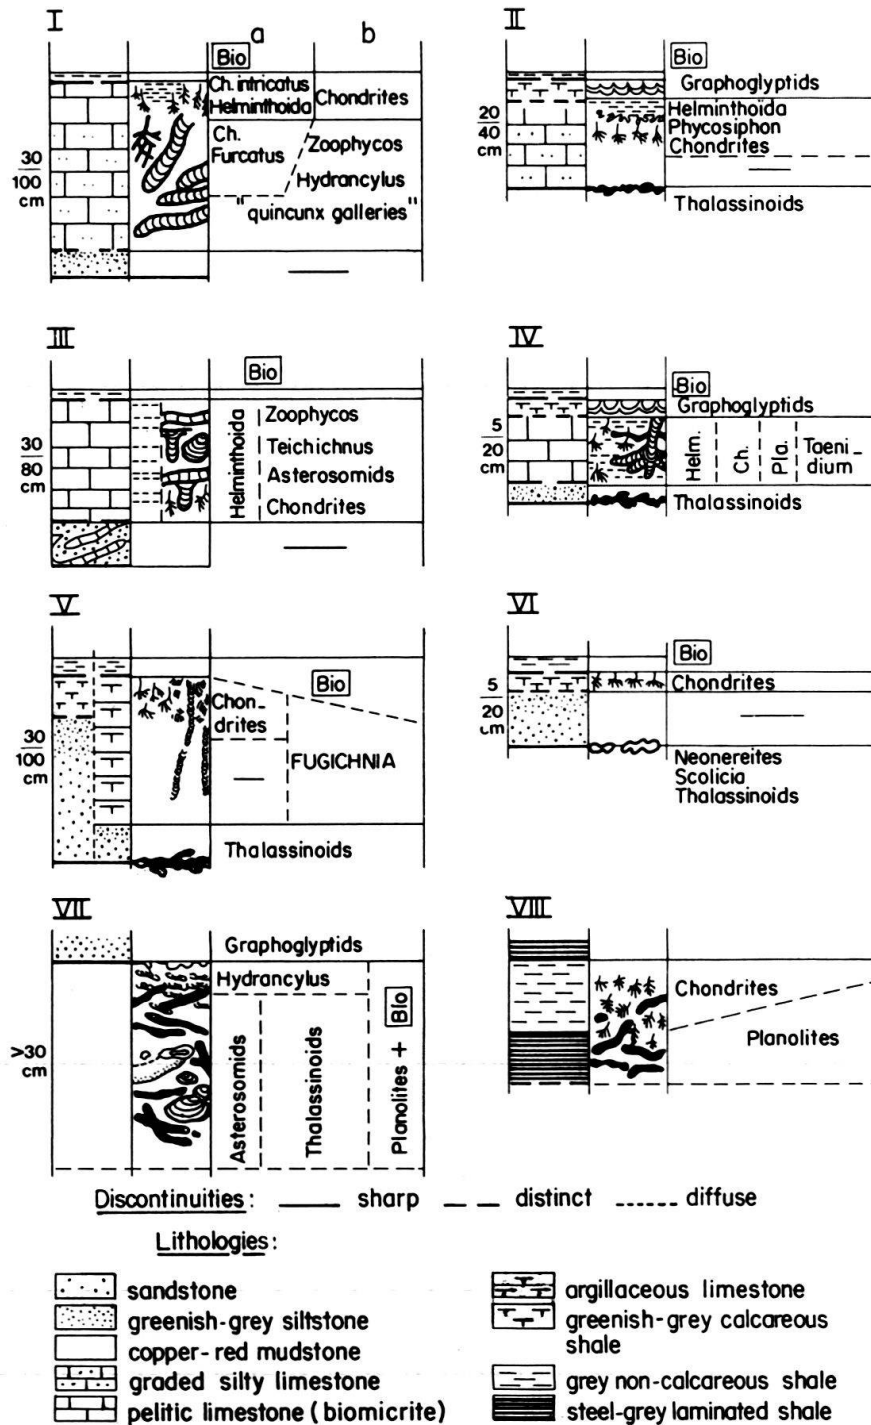 I
a
b
Bio
Ch. intricatus
Helminthoida
Chondrites
Ch.
Furcatus
Zoophycos
Hydrancylus
"quincunx galleries"
30
100
cm
II
Bio
Graphoglyptids
20
40
cm
Helminthoïda
Phycosiphon
Chondrites
Thalassinoids
III
Bio
30
80
cm
Helminthoida
Zoophycos
Teichichnus
Asterosomids
Chondrites
IV
Bio
Graphoglyptids
5
20
cm
Helm.
Ch.
Pla.
Taeni_
dium
Thalassinoids
V
Bio
30
100
cm
Chon_
drites
FUGICHNIA
Thalassinoids
VI
Bio
5
20
cm
Chondrites
Neonereites
Scolicia
Thalassinoids
VII
Graphoglyptids
Hydrancylus
>30
cm
Asterosomids
Thalassinoids
Planolites + Bio
VIII
Chondrites
Planolites
Discontinuities: sharp distinct diffuse
Lithologies:
sandstone
greenish-grey siltstone
copper-red mudstone
graded silty limestone
pelitic limestone (biomicrite)
argillaceous limestone
greenish-grey calcareous
shale
grey non-calcareous shale
steel-grey laminated shale